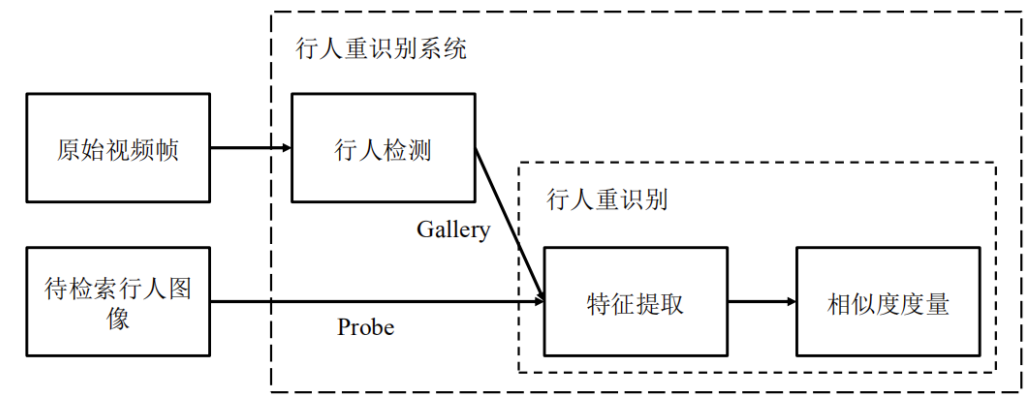 行人重识别系统
原始视频帧
行人检测
行人重识别
Gallery
待检索行人图
像
Probe
特征提取
相似度度量